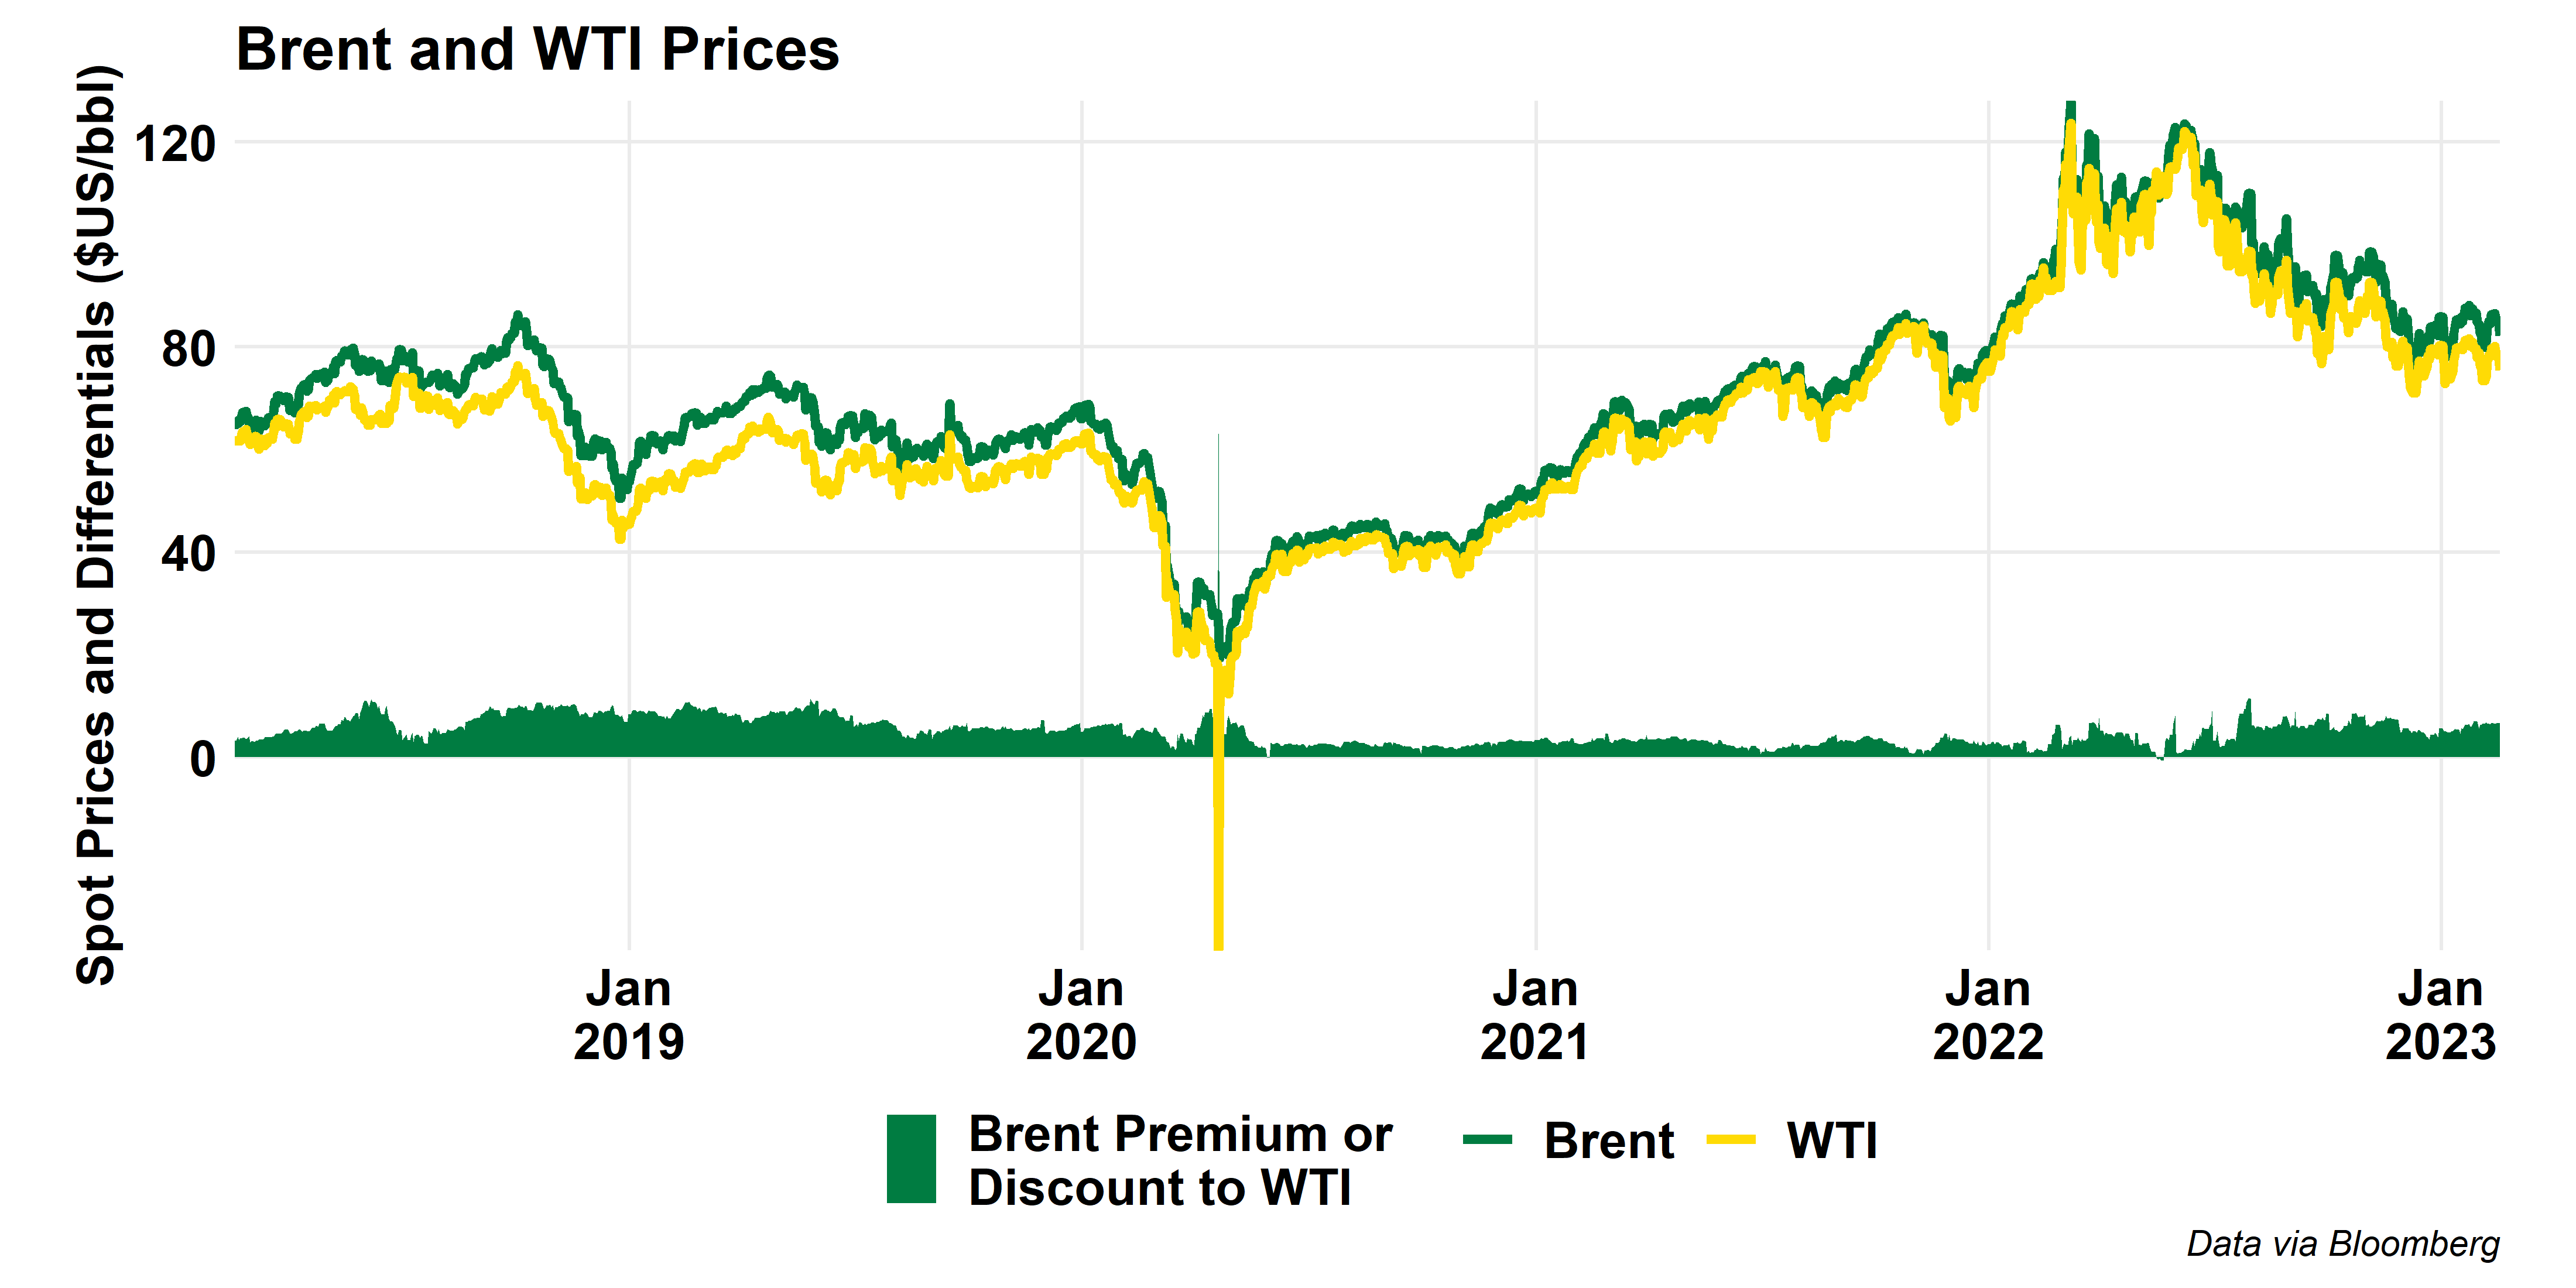 Brent and WTI Prices
Spot Prices and Differentials ($US/bbl)
120
80
40
0
Jan
2019
Jan
2020
Jan
2021
Jan
2022
Jan
2023
Brent Premium or
Discount to WTI
Brent
WTI
Data via Bloomberg